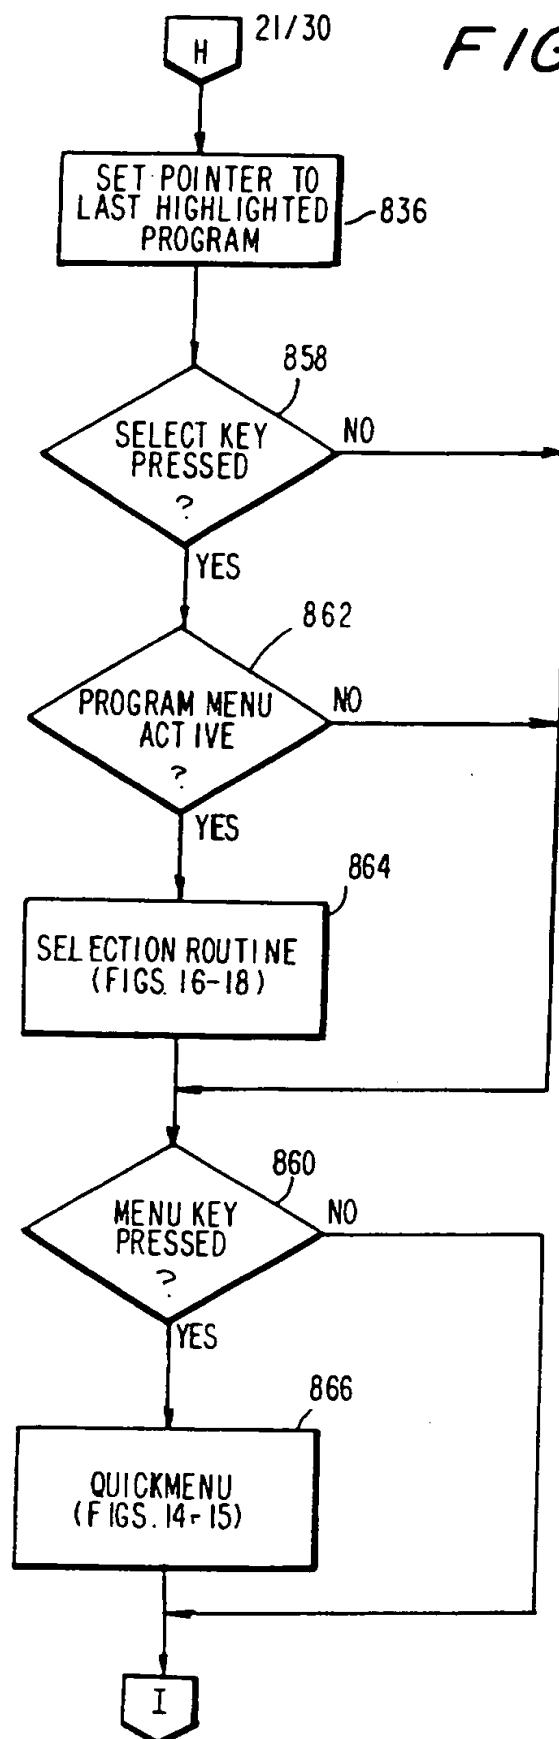 21/30
FIG
H
SET POINTER TO
LAST HIGHLIGHTED
PROGRAM
836
858
SELECT KEY
PRESSED
?
NO
YES
862
PROGRAM MENU
ACTIVE
?
NO
YES
864
SELECTION ROUTINE
(FIGS. 16-18)
860
MENU KEY
PRESSED
?
NO
YES
866
QUICKMENU
(FIGS. 14-15)
I